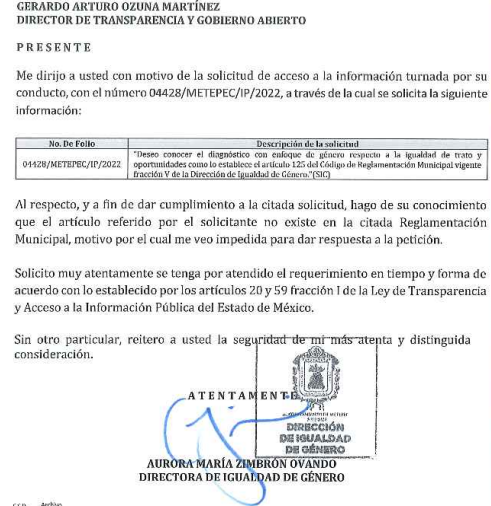 GERARDO ARTURO OZUNA MARTÍNEZ
DIRECTOR DE TRANSPARENCIA Y GOBIERNO ABIERTO
PRESENTE
Me dirijo a usted con motivo de la solicitud de acceso a la información turnada por su
conducto, con el número 04428/METEPEC/IP/2022, a través de la cual se solicita la siguiente
información:
No. De Folio Descripción de la solicitud
04428/METEPEC/IP/2022 "Deseo conocer el diagnóstico con enfoque de género respecto a la igualdad de trato y
oportunidades como lo establece el artículo 125 del Código de Reglamentación Municipal vigente
fracción V de la Dirección de Igualdad de Género."(SIC)
Al respecto, y a fin de dar cumplimiento a la citada solicitud, hago de su conocimiento
que el artículo referido por el solicitante no existe en la citada Reglamentación
Municipal, motivo por el cual me veo impedida para dar respuesta a la petición.
Solicito muy atentamente se tenga por atendido el requerimiento en tiempo y forma de
acuerdo con lo establecido por los artículos 20 y 59 fracción I de la Ley de Transparencia
y Acceso a la Información Pública del Estado de México.
Sin otro particular, reitero a usted la seguridad de mi más atenta y distinguida
consideración.
ATENTAMENTE
DIRECCIÓN
DE IGUALDAD
DE GÉNERO
AURORA MARÍA ZIMBRÓN OVANDO
DIRECTORA DE IGUALDAD DE GÉNERO
Archivo